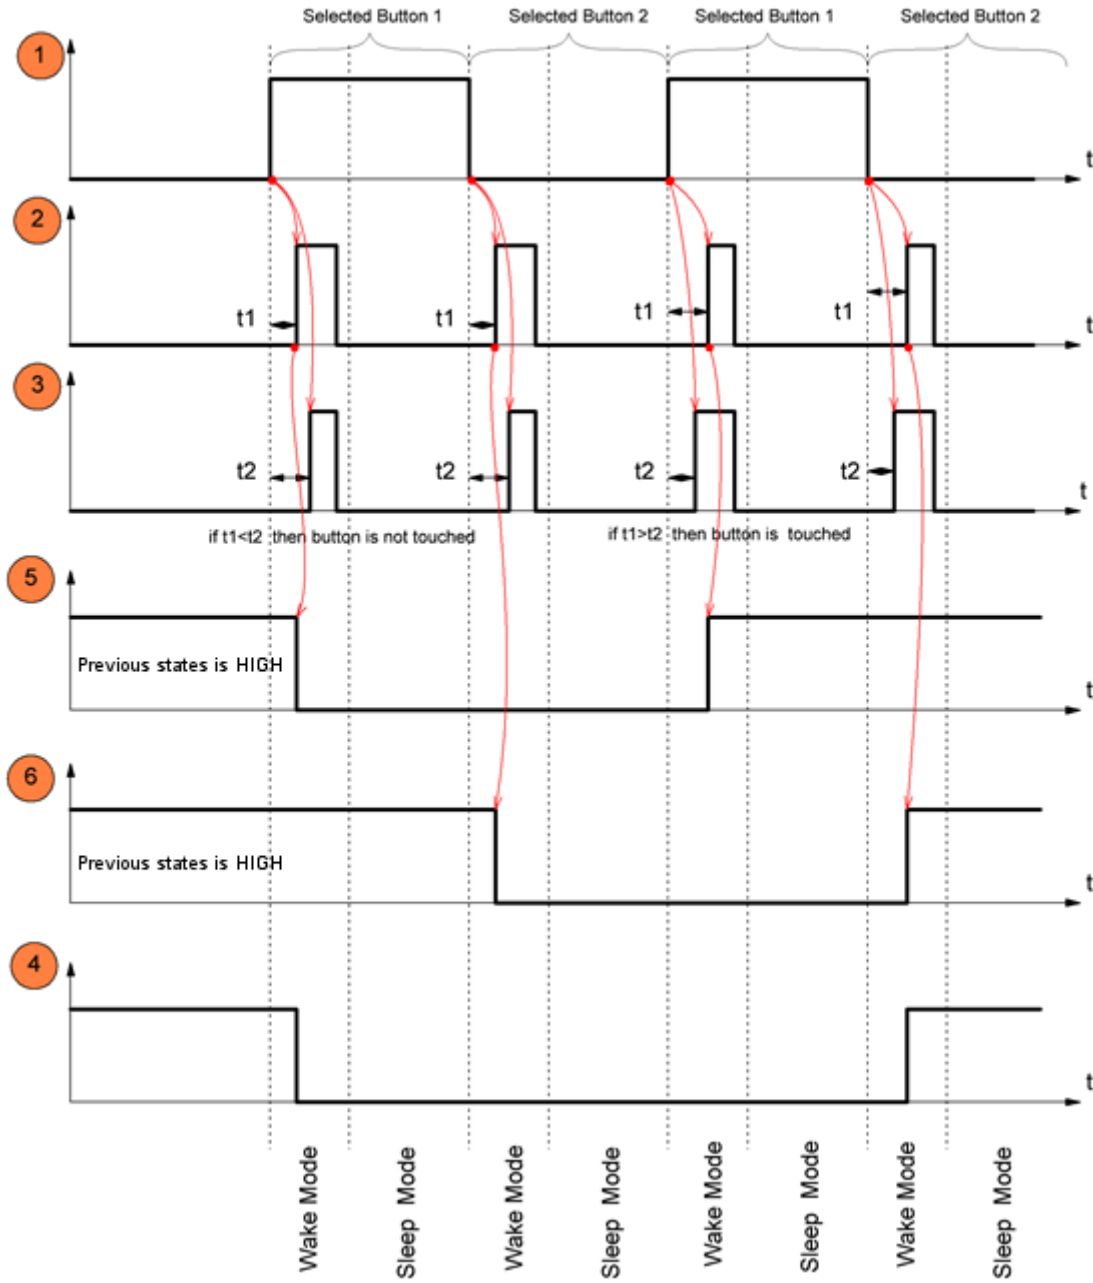 Selected Button 1 Selected Button 2 Selected Button 1 Selected Button 2
1
t
2
t1 t1 t1 t1
t
3
t2 t2 t2 t2
t
if t1<t2 then button is not touched if t1>t2 then button is touched
5
Previous states is HIGH
t
6
Previous states is HIGH
t
4
t
Wake Mode
Sleep Mode
Wake Mode
Sleep Mode
Wake Mode
Sleep Mode
Wake Mode
Sleep Mode